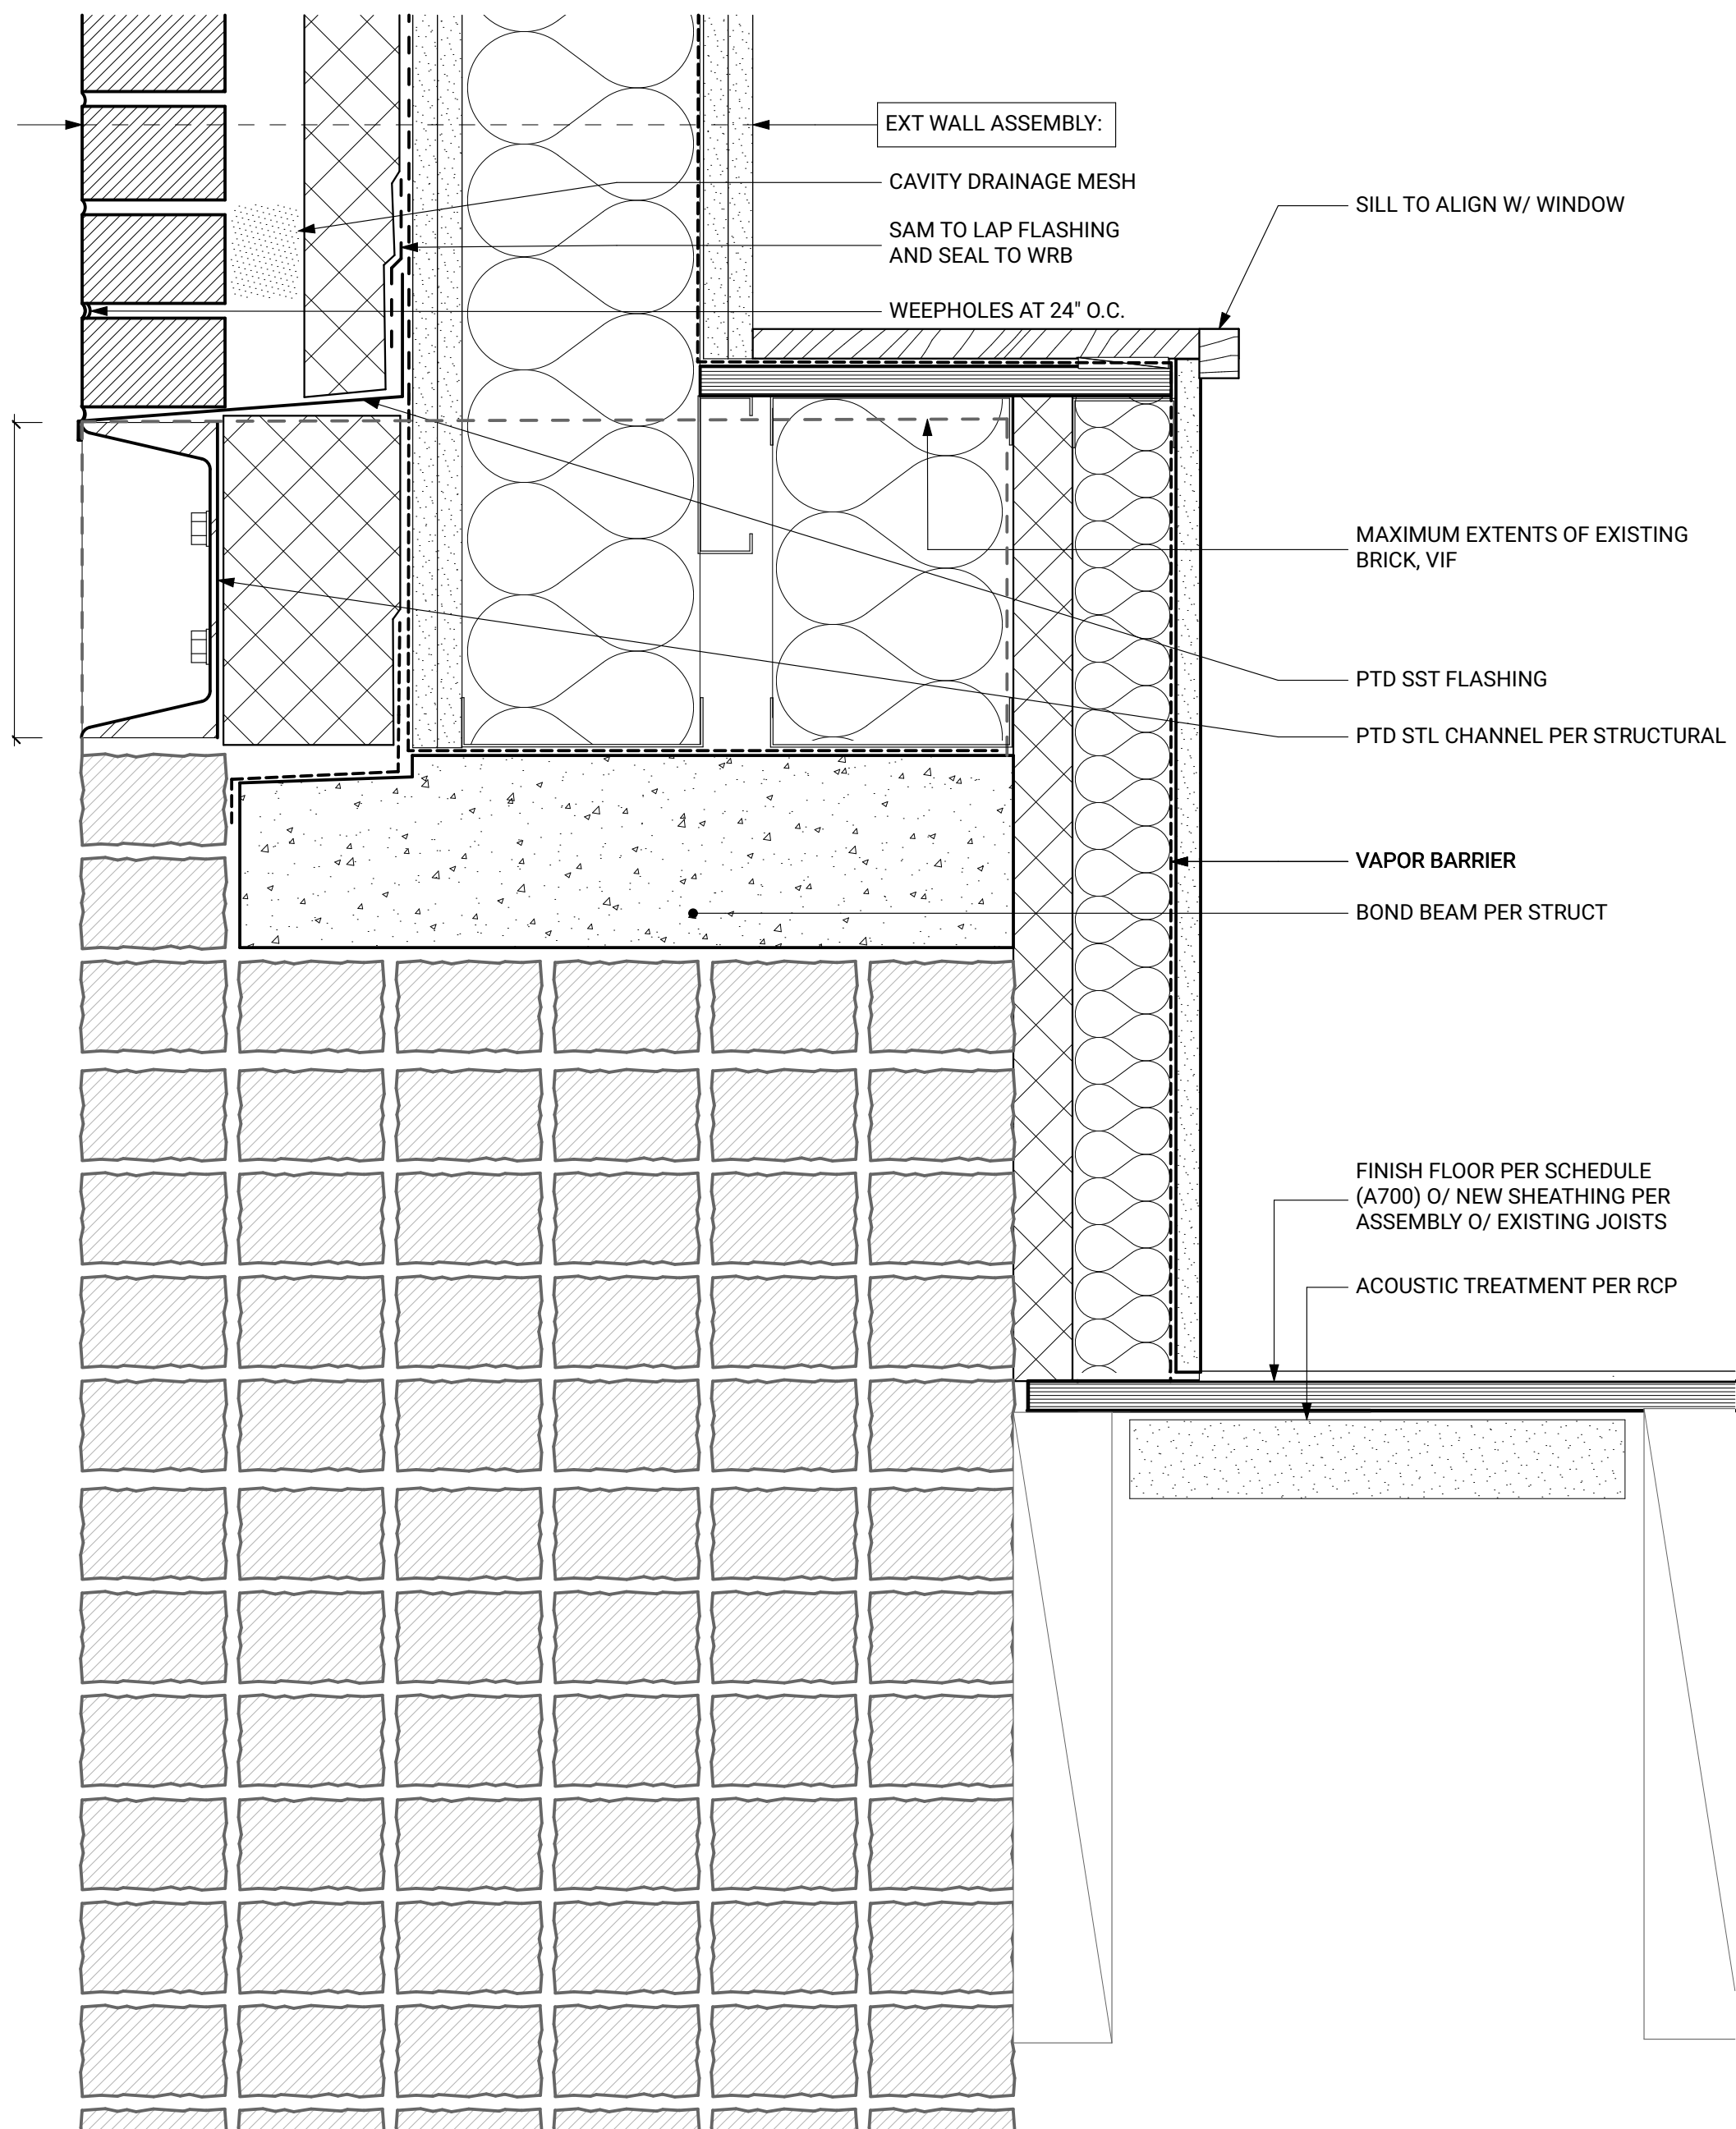 EXT WALL ASSEMBLY:
CAVITY DRAINAGE MESH
SAM TO LAP FLASHING
AND SEAL TO WRB
WEEPHOLES AT 24" O.C.
SILL TO ALIGN W/ WINDOW
MAXIMUM EXTENTS OF EXISTING
BRICK, VIF
PTD SST FLASHING
PTD STL CHANNEL PER STRUCTURAL
VAPOR BARRIER
BOND BEAM PER STRUCT
FINISH FLOOR PER SCHEDULE
(A700) O/ NEW SHEATHING PER
ASSEMBLY O/ EXISTING JOISTS
ACOUSTIC TREATMENT PER RCP